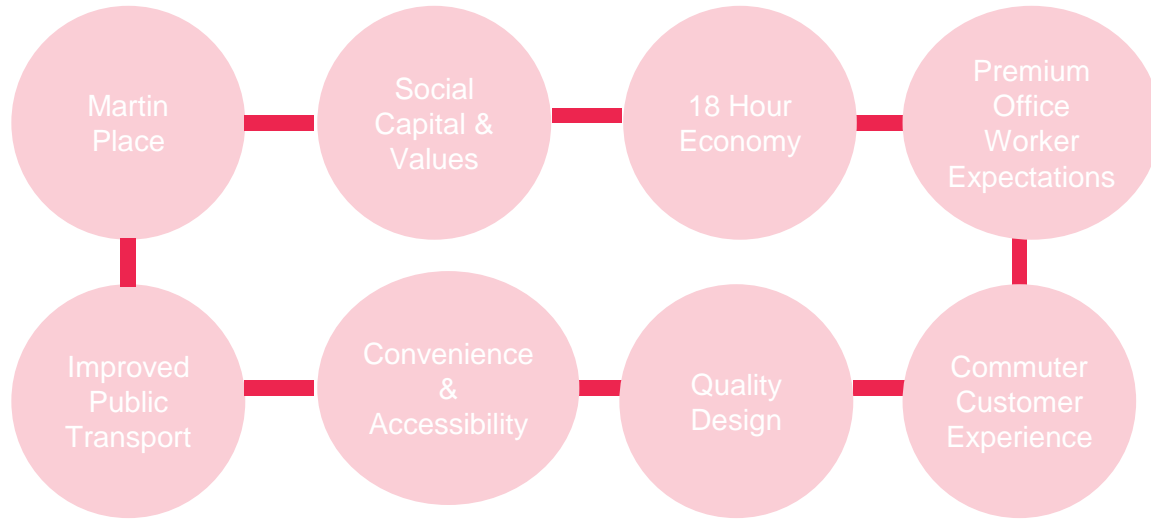 Martin
Place
Social
Capital &
Values
18 Hour
Economy
Premium
Office
Worker
Expectations
Improved
Public
Transport
Convenience
&
Accessibility
Quality
Design
Commuter
Customer
Experience